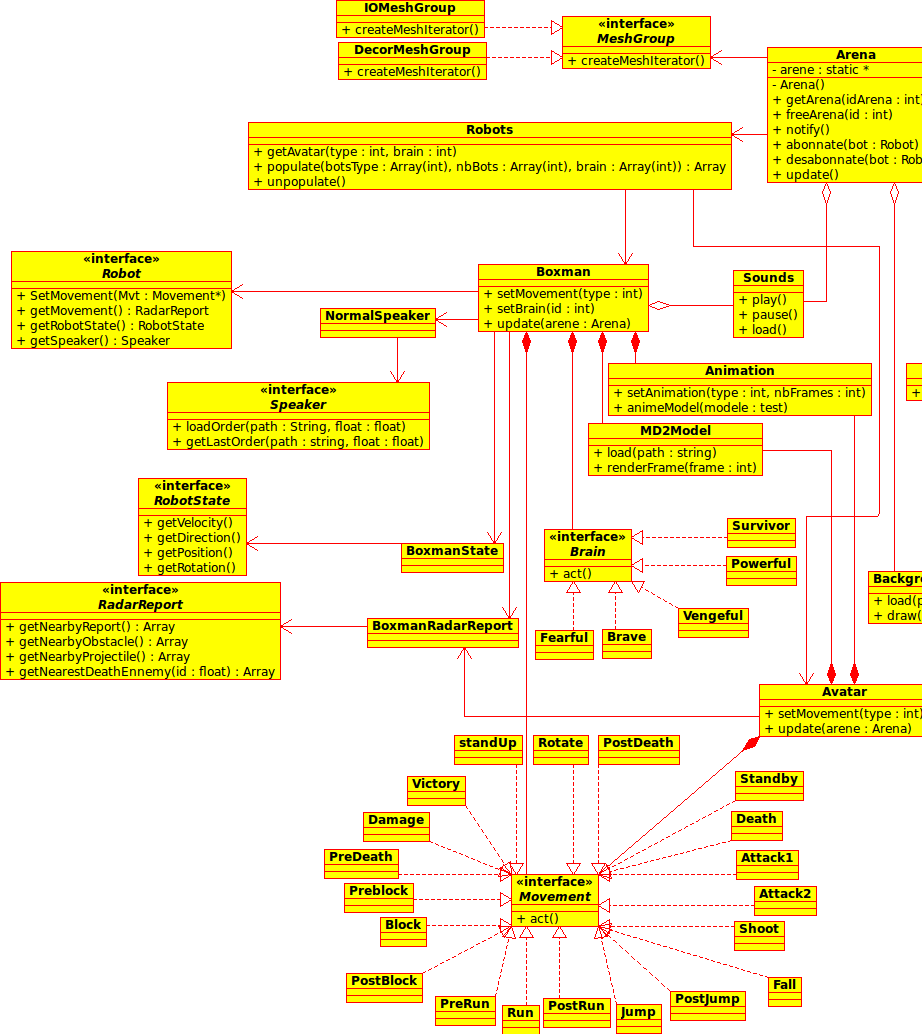 IOMeshGroup
+ createMeshIterator()
DecorMeshGroup
+ createMeshIterator()
«interface»
MeshGroup
+ createMeshIterator()
Arena
- arene : static *
- Arena()
+ getArena(idArena : int)
+ freeArena(id : int)
+ notify()
+ abonnate(bot : Robot)
+ desabonnate(bot : Rob
+ update()
Robots
+ getAvatar(type : int, brain : int)
+ populate(botsType : Array(int), nbBots : Array(int), brain : Array(int)) : Array
+ unpopulate()
«interface»
Robot
+ SetMovement(Mvt : Movement*)
+ getMovement() : RadarReport
+ getRobotState() : RobotState
+ getSpeaker() : Speaker
Boxman
+ setMovement(type : int)
+ setBrain(id : int)
+ update(arene : Arena)
Sounds
+ play()
+ pause()
+ load()
NormalSpeaker
«interface»
Speaker
+ loadOrder(path : String, float : float)
+ getLastOrder(path : string, float : float)
Animation
+ setAnimation(type : int, nbFrames : int)
+ animeModel(modele : test)
+
MD2Model
+ load(path : string)
+ renderFrame(frame : int)
«interface»
RobotState
+ getVelocity()
+ getDirection()
+ getPosition()
+ getRotation()
BoxmanState
«interface»
Brain
+ act()
Survivor
Powerful
Vengeful
Fearful
Brave
Backgr
+ load(p
+ draw(
«interface»
RadarReport
+ getNearbyReport() : Array
+ getNearbyObstacle() : Array
+ getNearbyProjectile() : Array
+ getNearestDeathEnnemy(id : float) : Array
BoxmanRadarReport
Avatar
+ setMovement(type : int)
+ update(arene : Arena)
standUp
Rotate
PostDeath
Victory
Standby
Damage
Death
PreDeath
Attack1
Preblock
Attack2
«interface»
Movement
+ act()
Block
Shoot
PostBlock
Fall
PreRun
Run
PostRun
Jump
PostJump